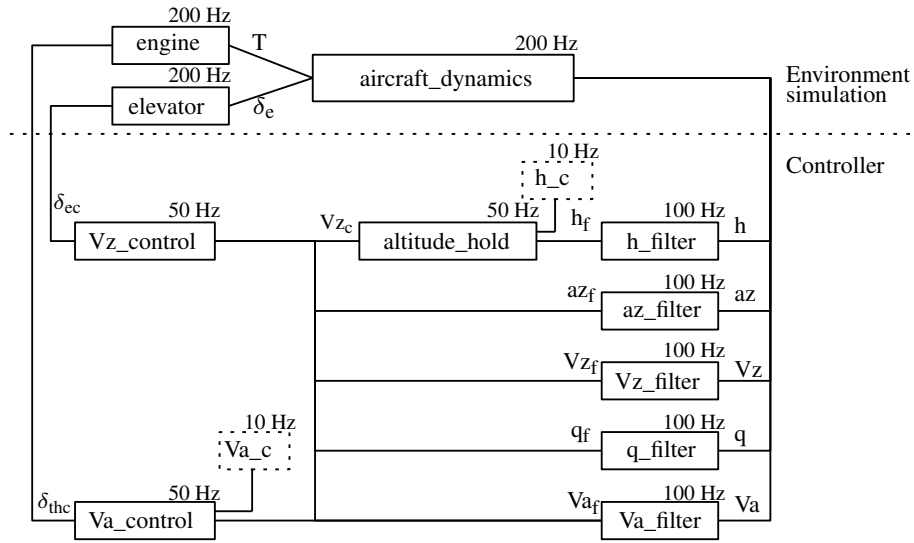 200 Hz
engine
T
200 Hz
aircraft_dynamics
200 Hz
elevator
δe
Environment
simulation
Controller
10 Hz
h_c
δec
50 Hz
Vz_control
Vzc
50 Hz
altitude_hold
hf
100 Hz
h_filter
h
azf
100 Hz
az_filter
az
Vzf
100 Hz
Vz_filter
Vz
10 Hz
Va_c
qf
100 Hz
q_filter
q
δthc
50 Hz
Va_control
Vaf
100 Hz
Va_filter
Va